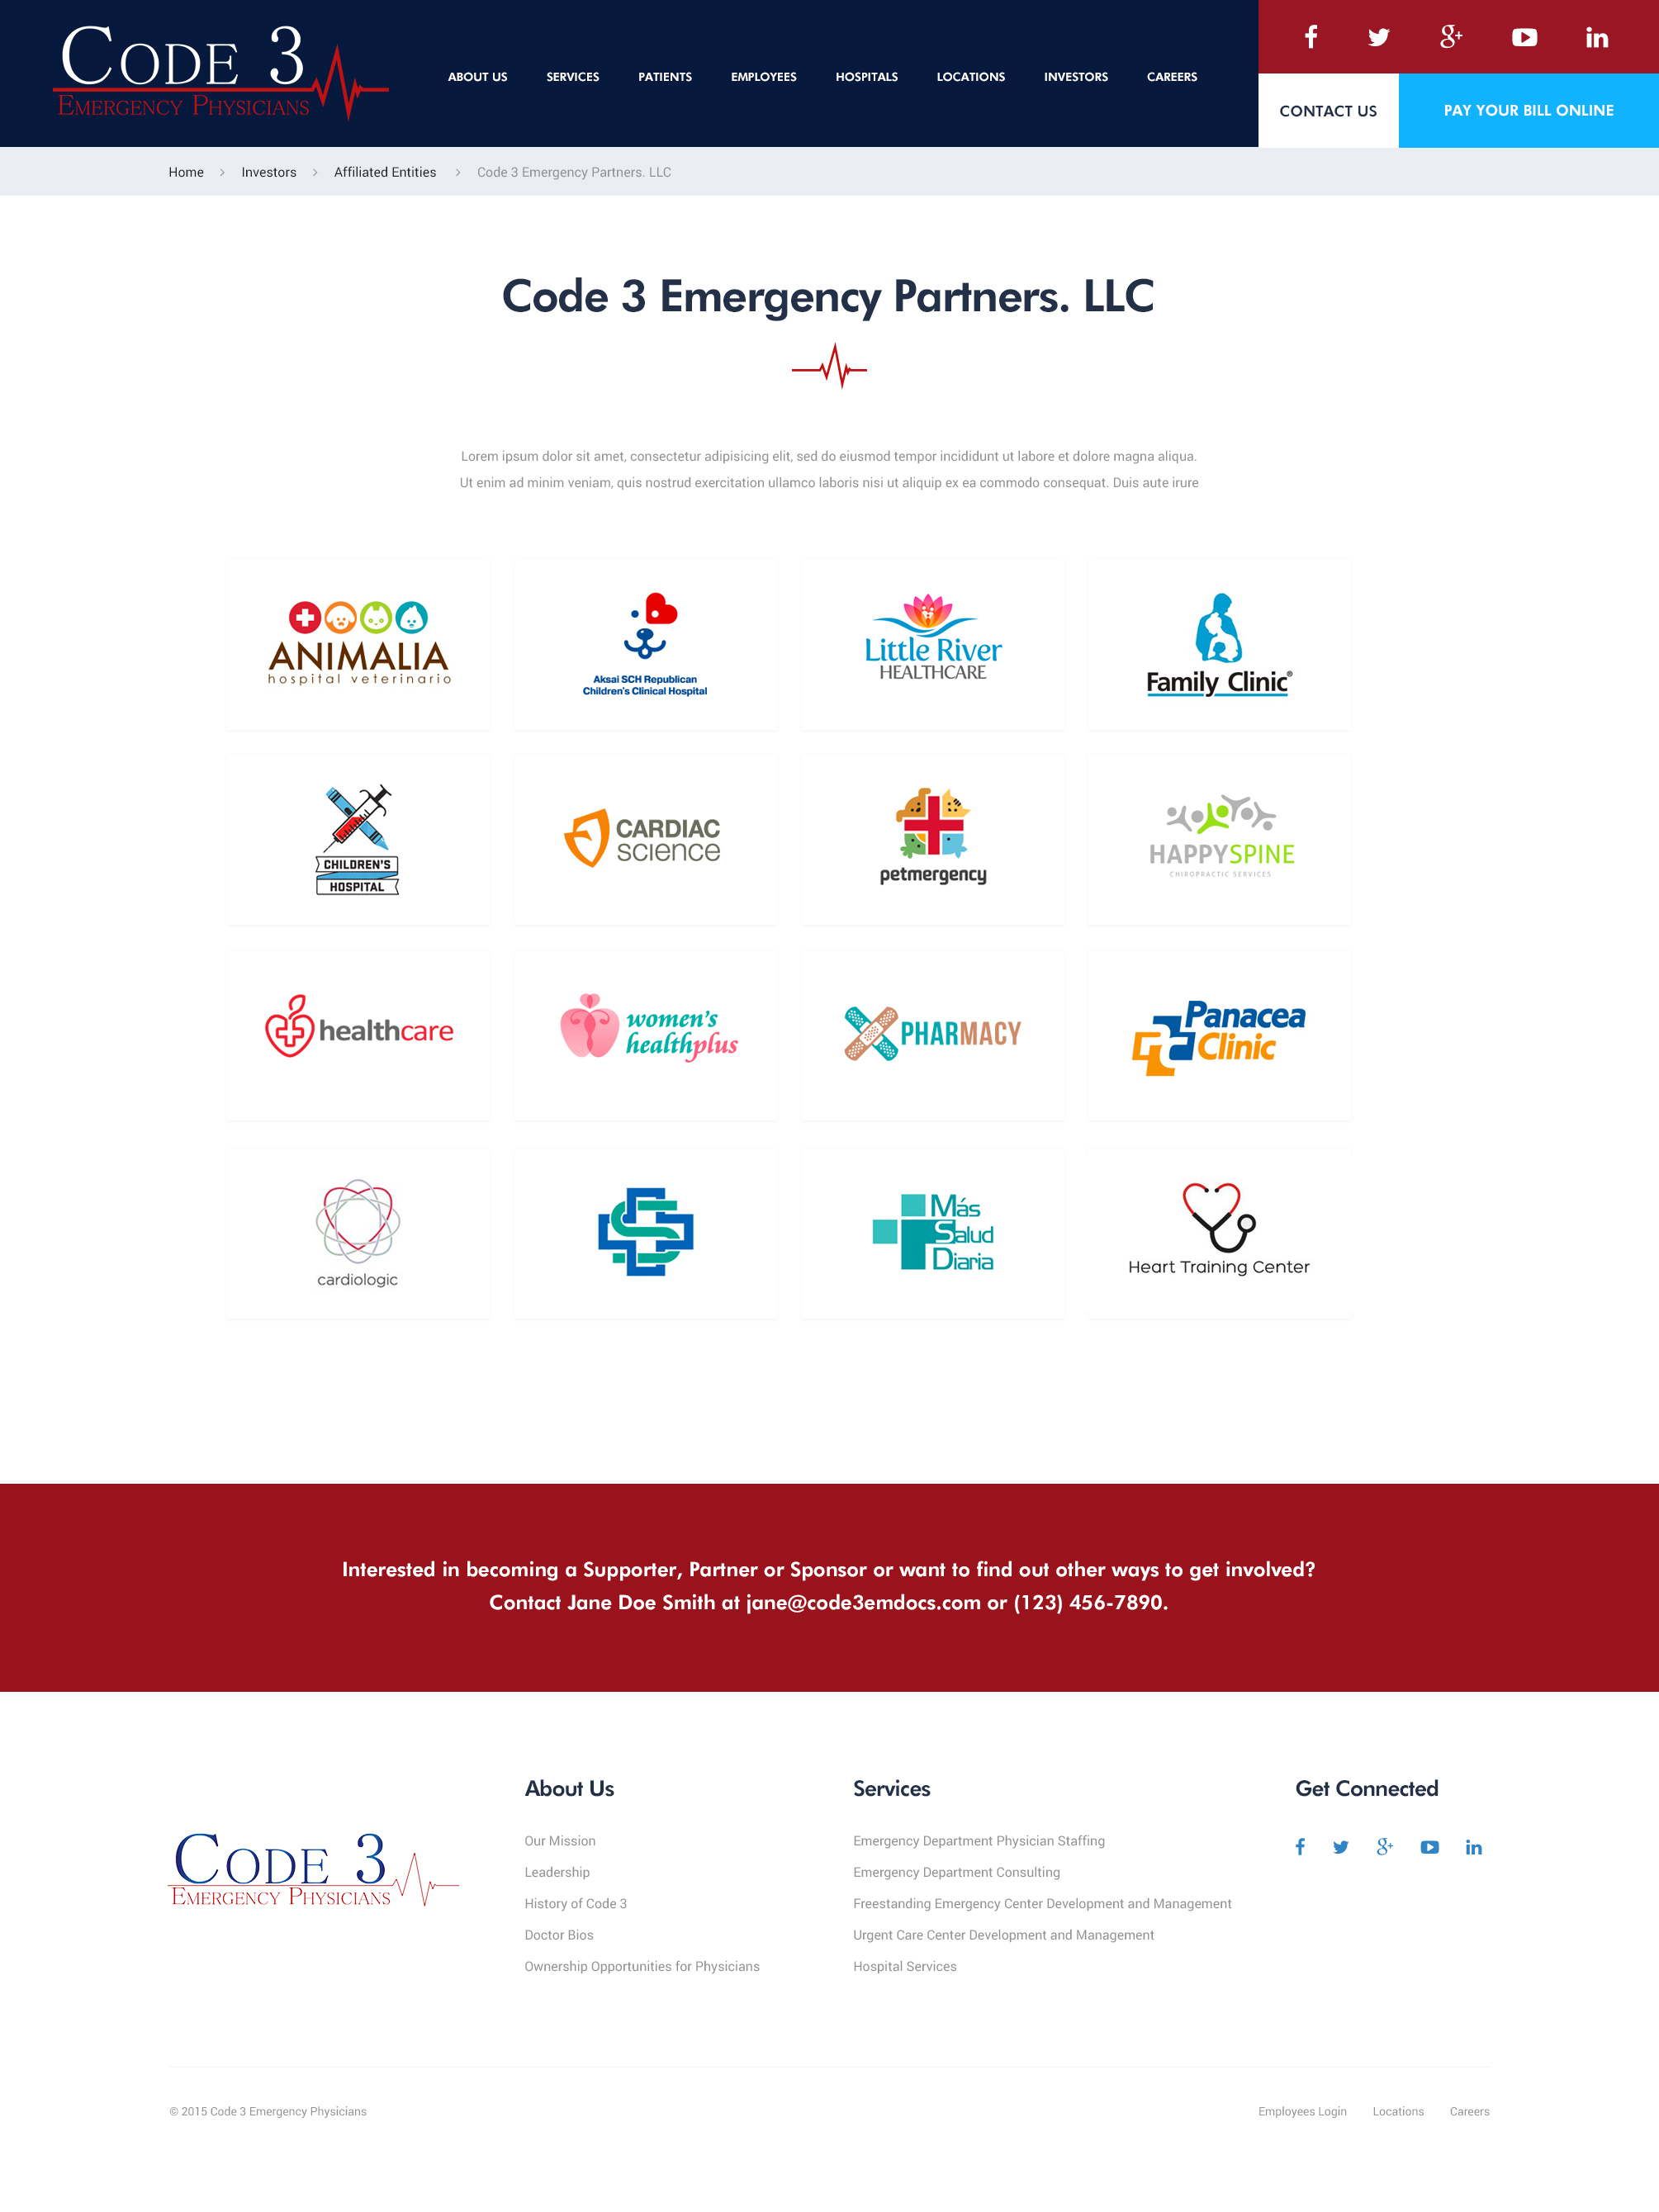 CODE 3
EMERGENCY PHYSICIANS
ABOUT US SERVICES PATIENTS EMPLOYEES HOSPITALS LOCATIONS INVESTORS CAREERS
CONTACT US PAY YOUR BILL ONLINE
Home > Investors > Affiliated Entities > Code 3 Emergency Partners. LLC
Code 3 Emergency Partners. LLC
Lorem ipsum dolor sit amet, consectetur adipisicing elit, sed do eiusmod tempor incididunt ut labore et dolore magna aliqua.
Ut enim ad minim veniam, quis nostrud exercitation ullamco laboris nisi ut aliquip ex ea commodo consequat. Duis aute irure
ANIMALIA
hospital veterinario
Aksai SCH Republican
Children's Clinical Hospital
Little River
HEALTHCARE
Family Clinic®
CHILDREN'S
HOSPITAL
CARDIAC
science
petmergency
HAPPYSPINE
CHIROPRACTIC SERVICES
healthcare
women's
healthplus
PHARMACY
Panacea
Clinic
cardiologic
Más
Salud
Diaria
Heart Training Center
Interested in becoming a Supporter, Partner or Sponsor or want to find out other ways to get involved?
Contact Jane Doe Smith at jane@code3emdocs.com or (123) 456-7890.
CODE 3
EMERGENCY PHYSICIANS
About Us
Our Mission
Leadership
History of Code 3
Doctor Bios
Ownership Opportunities for Physicians
Services
Emergency Department Physician Staffing
Emergency Department Consulting
Freestanding Emergency Center Development and Management
Urgent Care Center Development and Management
Hospital Services
Get Connected
© 2015 Code 3 Emergency Physicians
Employees Login Locations Careers